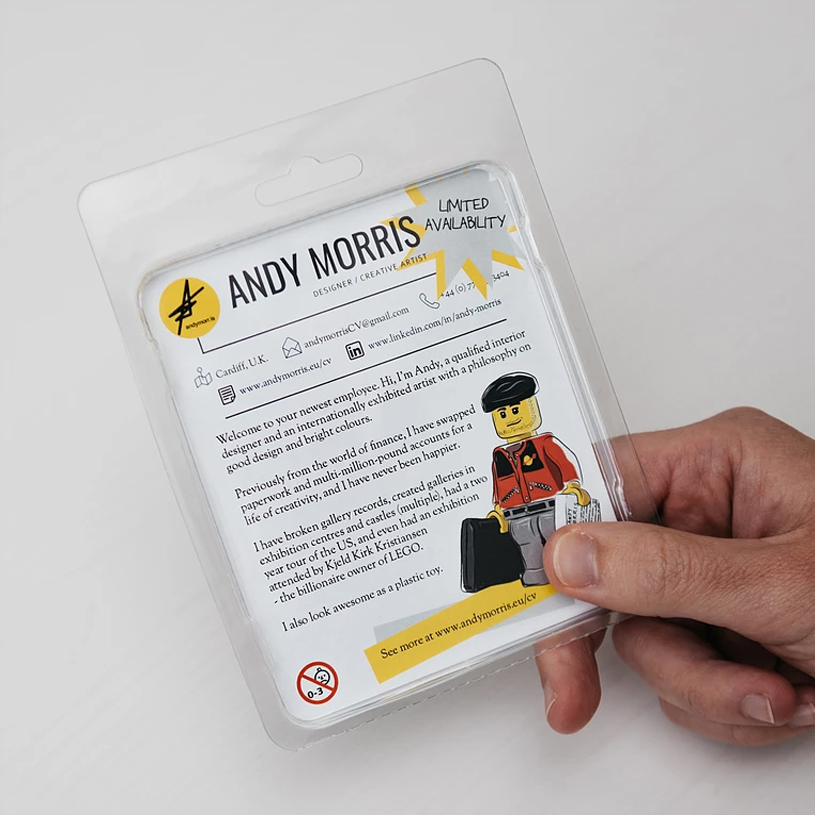 LIMITED
AVAILABILITY
ANDY MORRIS
DESIGNER / CREATIVE ARTIST
andymorr.is
Cardiff, U.K.
andymorrisCV@gmail.com
+44 (0) 77 3404
www.andymorris.eu/cv
www.linkedin.com/in/andy-morris
Welcome to your newest employee. Hi, I'm Andy, a qualified interior
designer and an internationally exhibited artist with a philosophy on
good design and bright colours.
Previously from the world of finance, I have swapped
paperwork and multi-million-pound accounts for a
life of creativity, and I have never been happier.
I have broken gallery records, created galleries in
exhibition centres and castles (multiple), had a two
year tour of the US, and even had an exhibition
attended by Kjeld Kirk Kristiansen
- the billionaire owner of LEGO.
I also look awesome as a plastic toy.
See more at www.andymorris.eu/cv
0-3